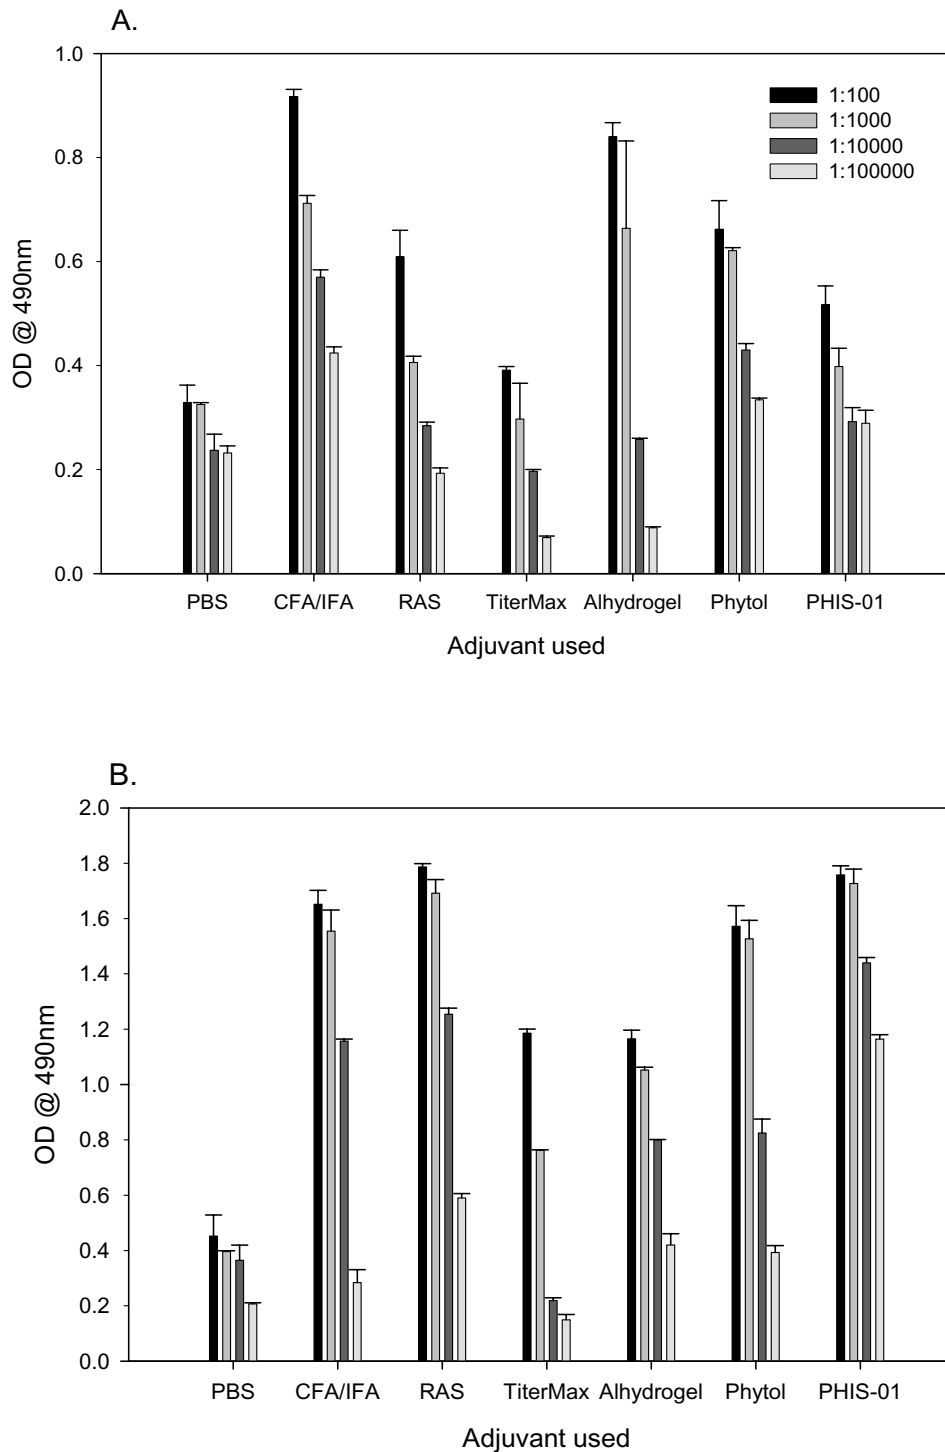 A.
1.0
0.8
0.6
0.4
0.2
0.0
OD @ 490nm
1:100
1:1000
1:10000
1:100000
PBS CFA/IFA RAS TiterMax Alhydrogel Phytol PHIS-01
Adjuvant used
B.
2.0
1.8
1.6
1.4
1.2
1.0
0.8
0.6
0.4
0.2
0.0
OD @ 490nm
PBS CFA/IFA RAS TiterMax Alhydrogel Phytol PHIS-01
Adjuvant used